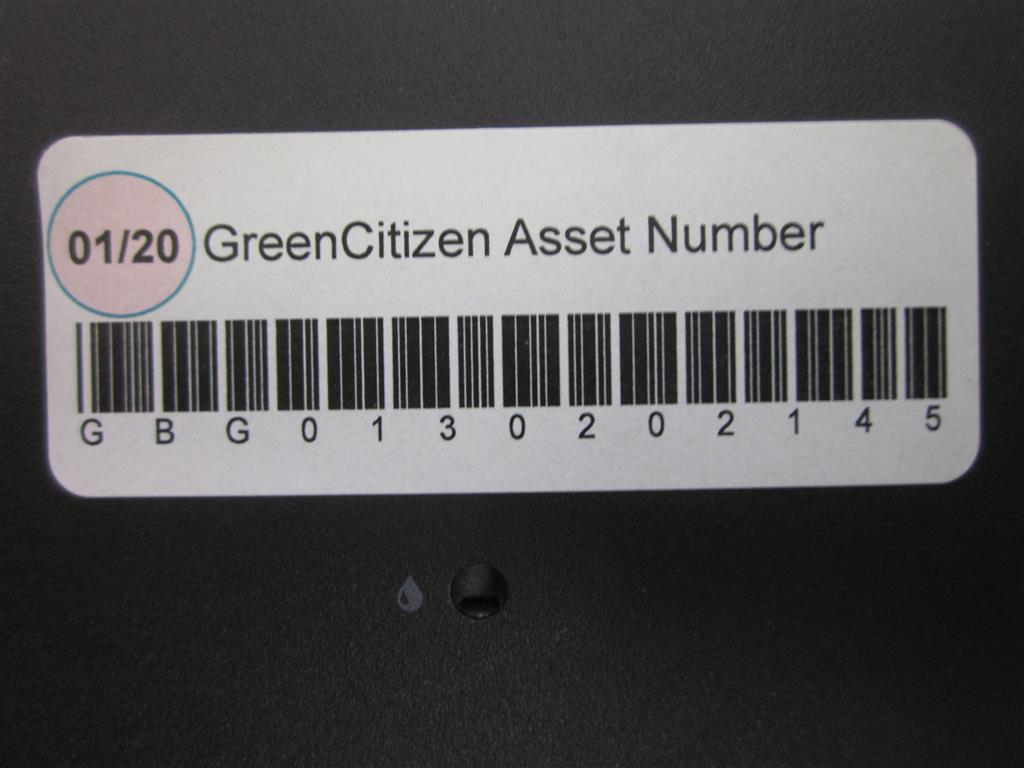 01/20 GreenCitizen Asset Number
G B G 0 1 3 0 2 0 2 1 4 5